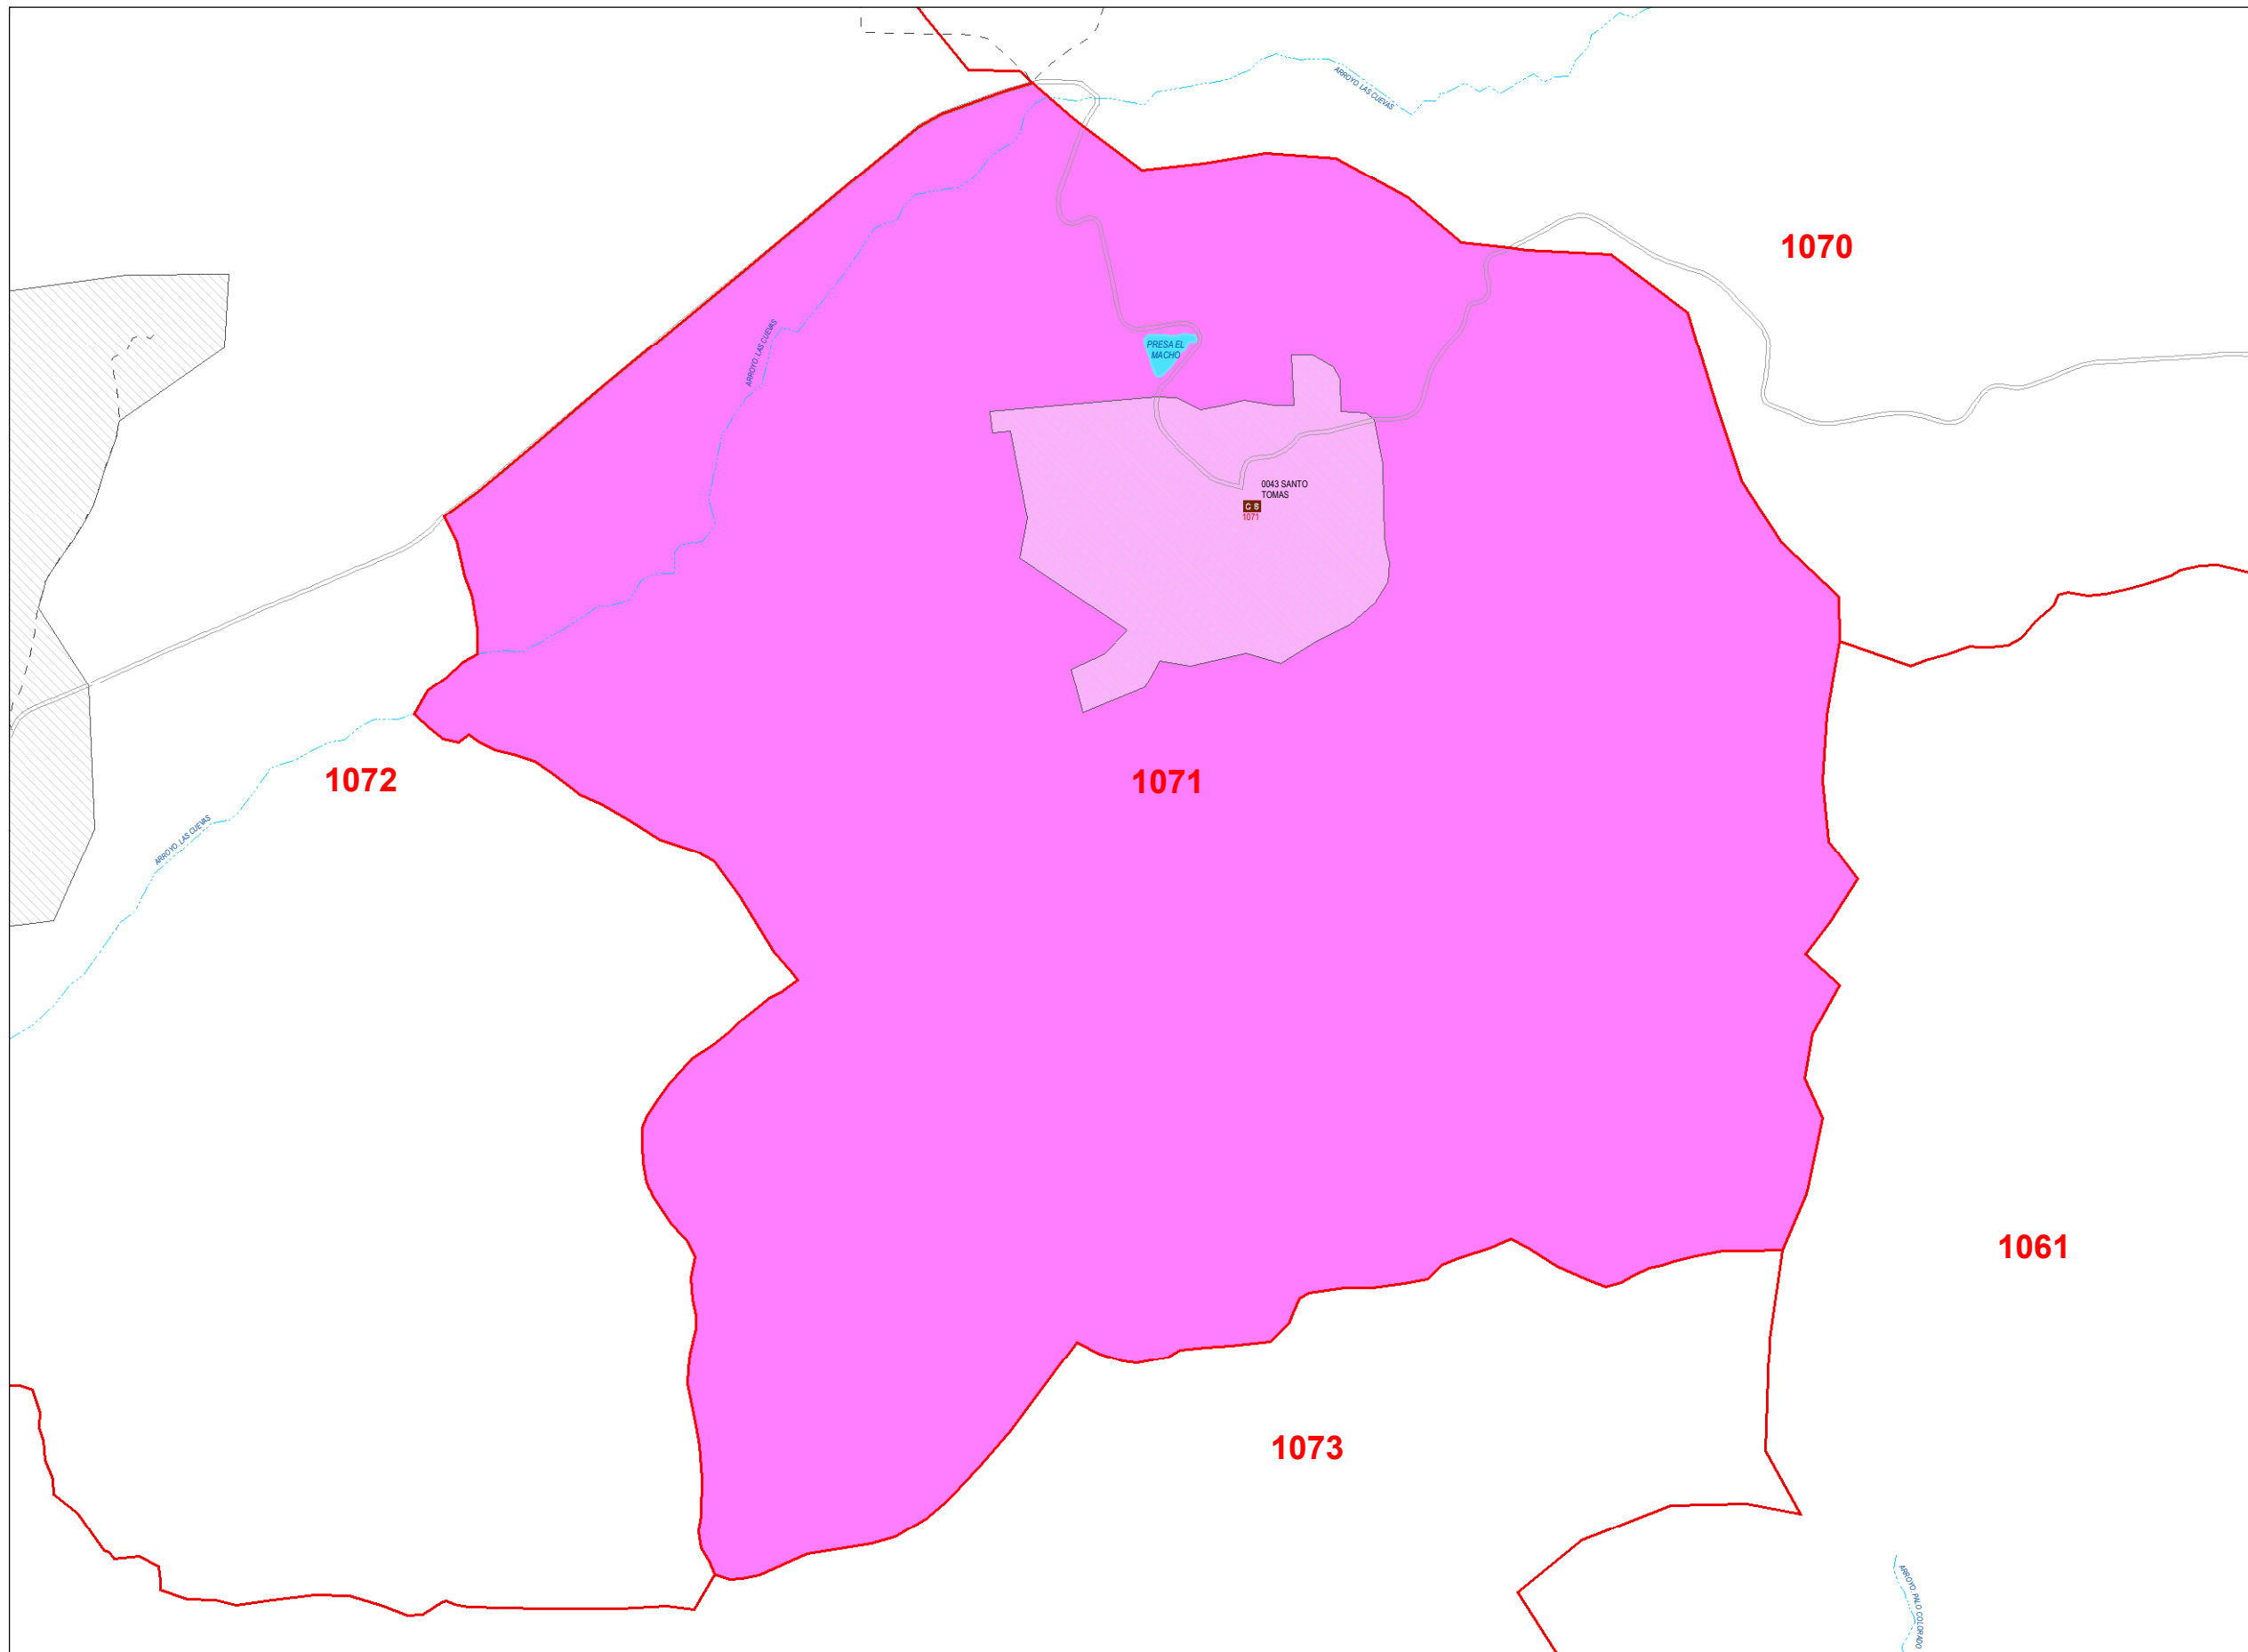 ARROYO. LAS CUEVAS
1070
ARROYO. LAS CUEVAS
PRESA EL
MACHO
0043 SANTO
TOMAS
C B
1071
1072
1071
ARROYO. LAS CUEVAS
1061
1073
ARROYO. PALO COLORADO